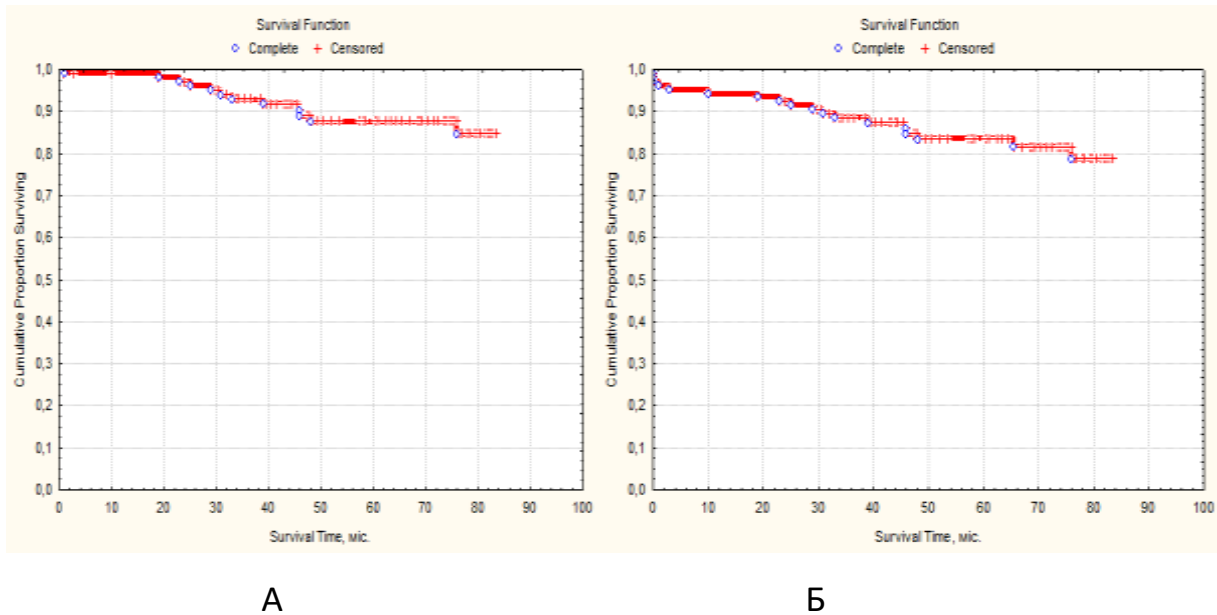 Survival Function
Complete + Censored
Cumulative Proportion Surviving
1,0
0,9
0,8
0,7
0,6
0,5
0,4
0,3
0,2
0,1
0,0
0 10 20 30 40 50 60 70 80 90 100
Survival Time, міс.
А
Survival Function
Complete + Censored
Cumulative Proportion Surviving
1,0
0,9
0,8
0,7
0,6
0,5
0,4
0,3
0,2
0,1
0,0
0 10 20 30 40 50 60 70 80 90 100
Survival Time, міс.
Б